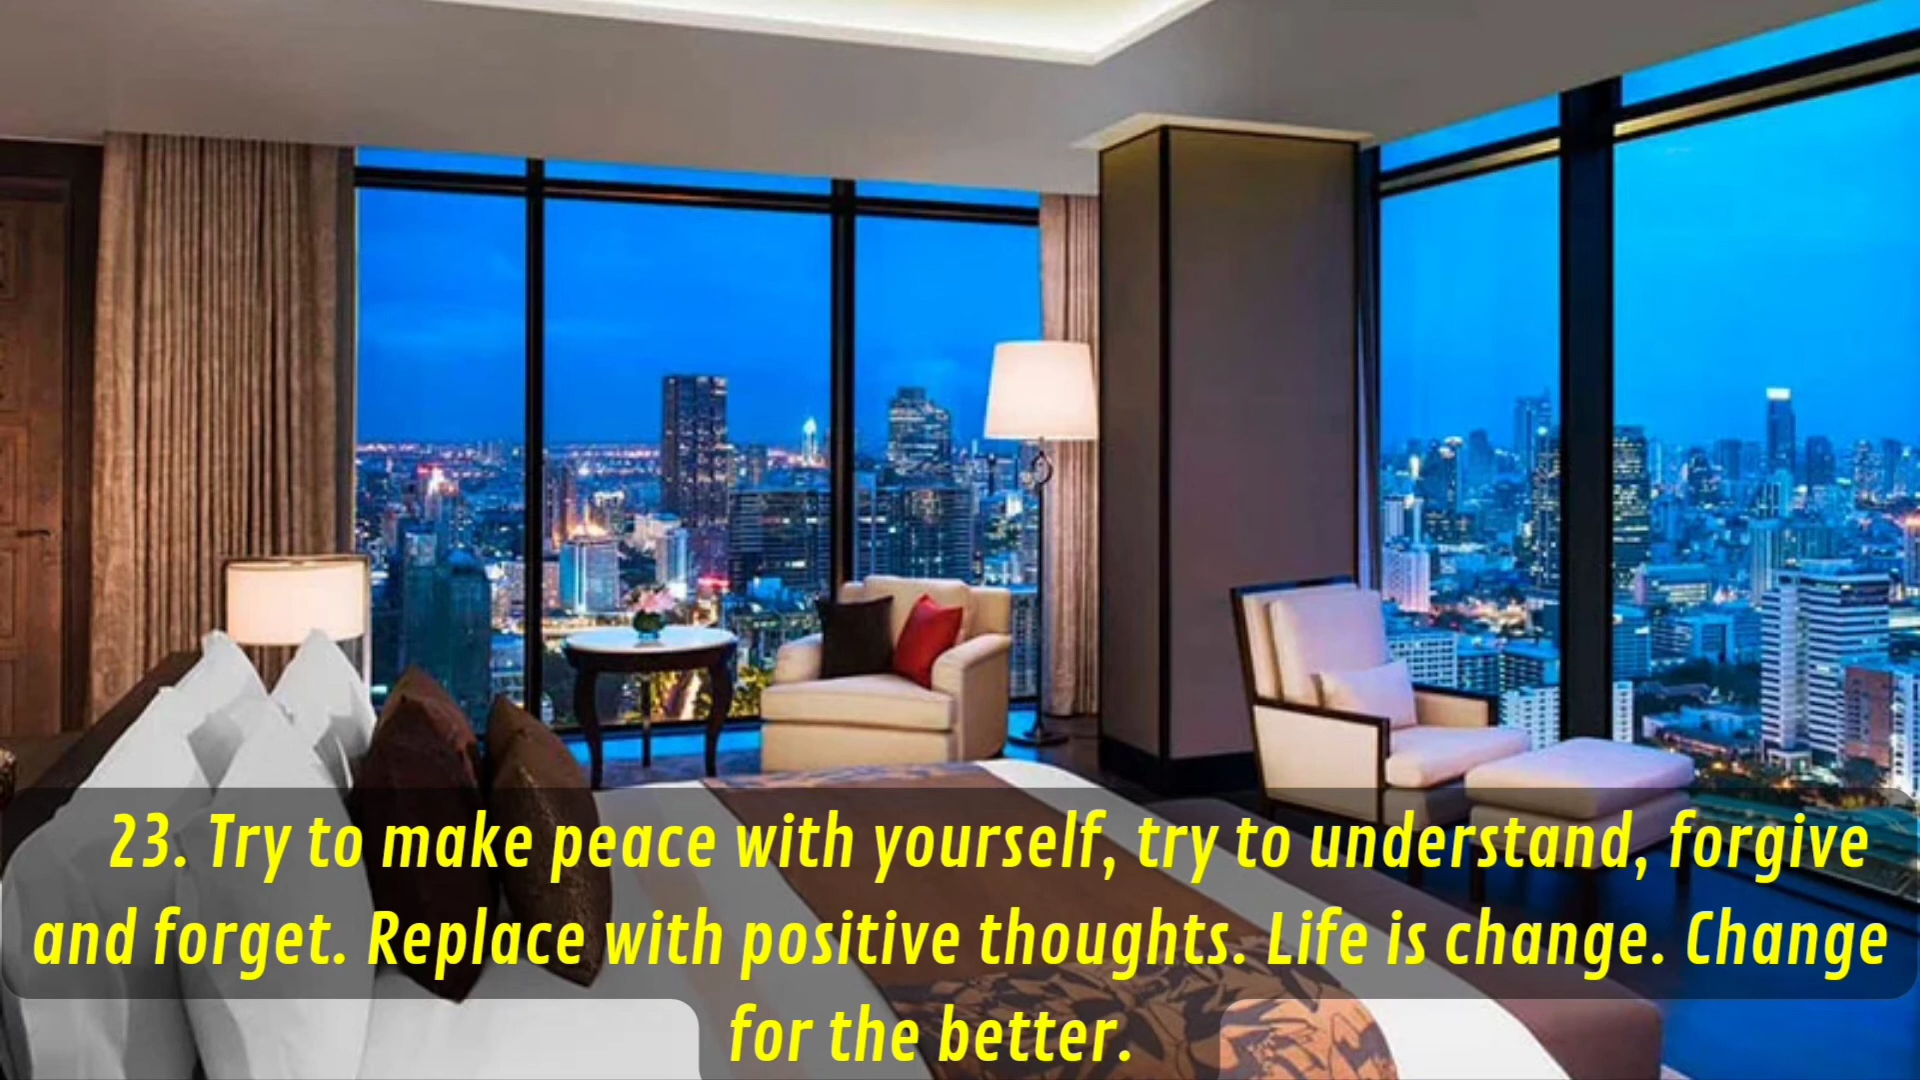 23. Try to make peace with yourself, try to understand, forgive
and forget. Replace with positive thoughts. Life is change. Change
for the better.